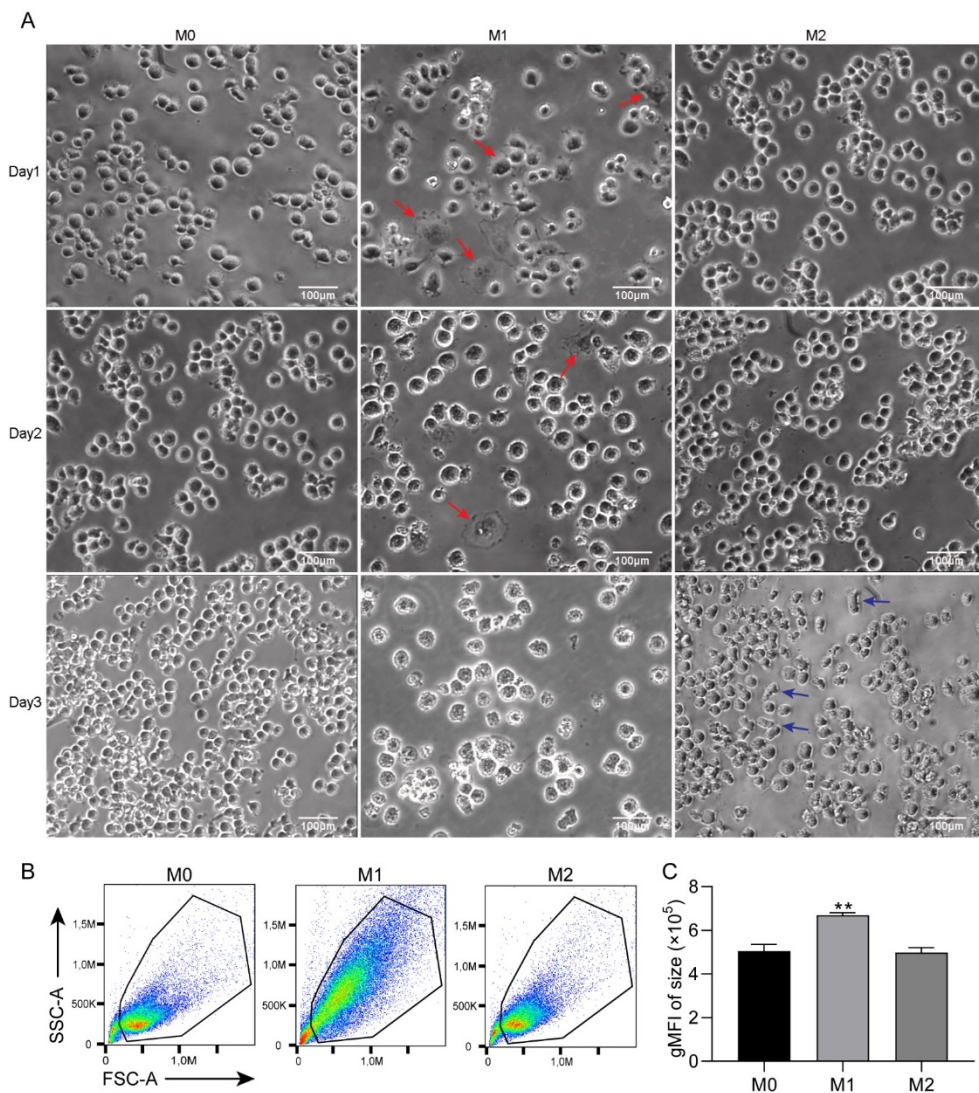 A
M0 M1 M2
Day1
100µm 100µm 100µm
Day2
100µm 100µm 100µm
Day3
100µm 100µm 100µm
B
M0 M1 M2
SSC-A
1,5M
1,0M
500K
0
0 1,0M
1,5M
1,0M
500K
0
0 1,0M
1,5M
1,0M
500K
0
0 1,0M
FSC-A
C
gMFI of size (×10⁵)
8
6
4
2
0
**
M0 M1 M2